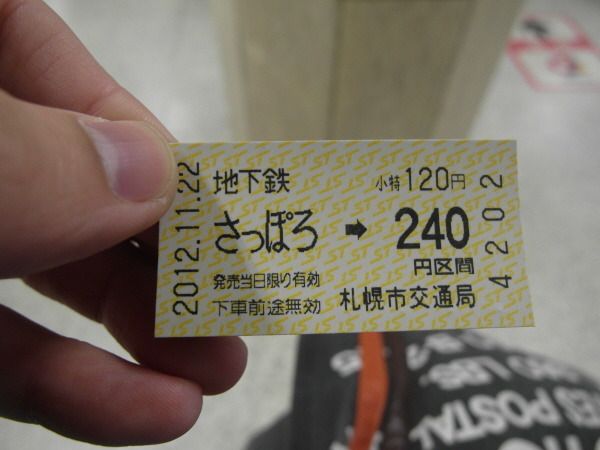 2012.11.22
地下鉄
小特120円
さっぽろ➡240
円区間
発売当日限り有効
下車前途無効
札幌市交通局
4202
POSTAL